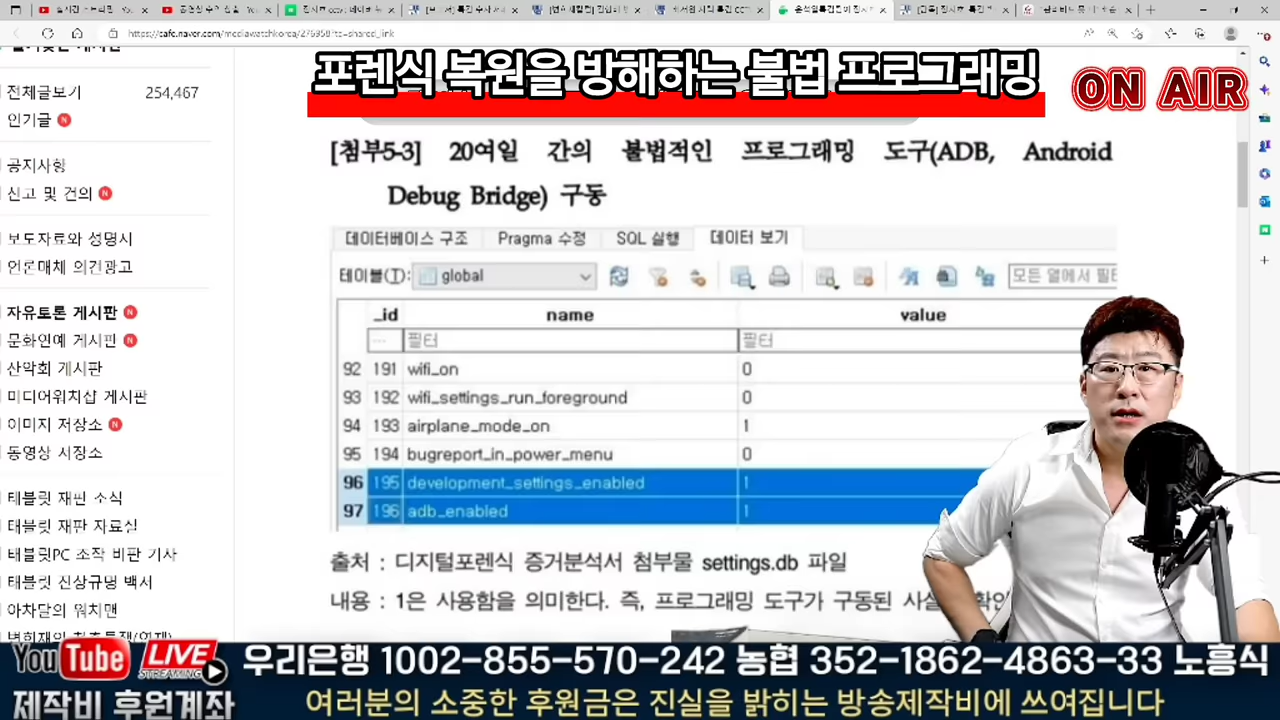 https://cafe.naver.com/mediawatchkorea/276958?tc=shared_link
포렌식 복원을 방해하는 불법 프로그래밍
ON AIR
전체글보기 254,467
인기글 N
공지사항
신고 및 건의 N
보도자료와 성명서
언론매체 의견광고
자유토론 게시판 N
문화연예 게시판 N
산악회 게시판
미디어워치샵 게시판
이미지 저장소 N
동영상 저장소
태블릿 재판 소식
태블릿 재판 자료실
태블릿PC 조작 비판 기사
태블릿 진상규명 백서
아차달의 워치맨
[첨부5-3] 20여일 간의 불법적인 프로그래밍 도구(ADB, Android
Debug Bridge) 구동
데이터베이스 구조 Pragma 수정 SQL 실행 데이터 보기
테이블(T): global 모든 열에서 필터
_id name value
... 필터 필터
92 191 wifi_on 0
93 192 wifi_settings_run_foreground 0
94 193 airplane_mode_on 1
95 194 bugreport_in_power_menu 0
96 195 development_settings_enabled 1
97 196 adb_enabled 1
출처 : 디지털포렌식 증거분석서 첨부물 settings.db 파일
내용 : 1은 사용함을 의미한다. 즉, 프로그래밍 도구가 구동된 사실
YouTube LIVE STREAMING 우리은행 1002-855-570-242 농협 352-1862-4863-33 노흥식
제작비 후원계좌 여러분의 소중한 후원금은 진실을 밝히는 방송제작비에 쓰여집니다